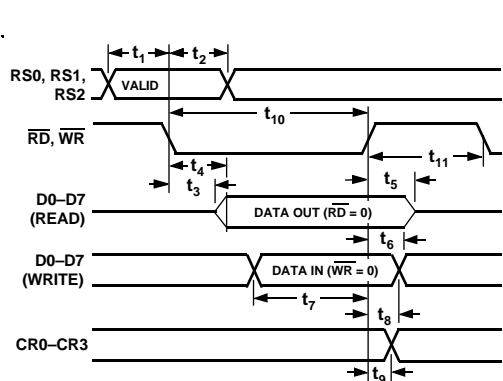 t1 t2
RS0, RS1,
RS2
VALID
t10
RD, WR
t4
t11
t3
t5
D0–D7
(READ)
DATA OUT (RD = 0)
t6
D0–D7
(WRITE)
DATA IN (WR = 0)
t7
t8
CR0–CR3
t9